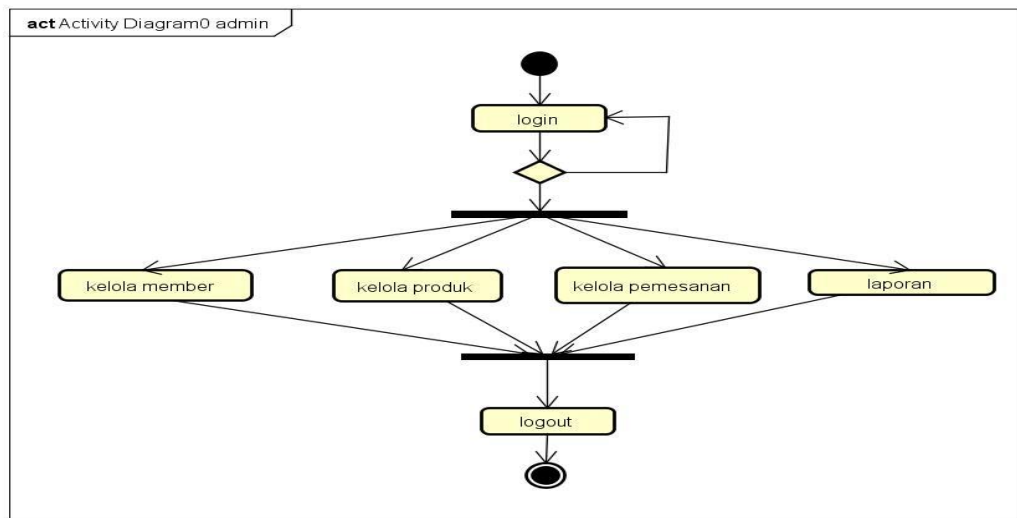 act Activity Diagram0 admin
login
kelola member
kelola produk
kelola pemesanan
laporan
logout